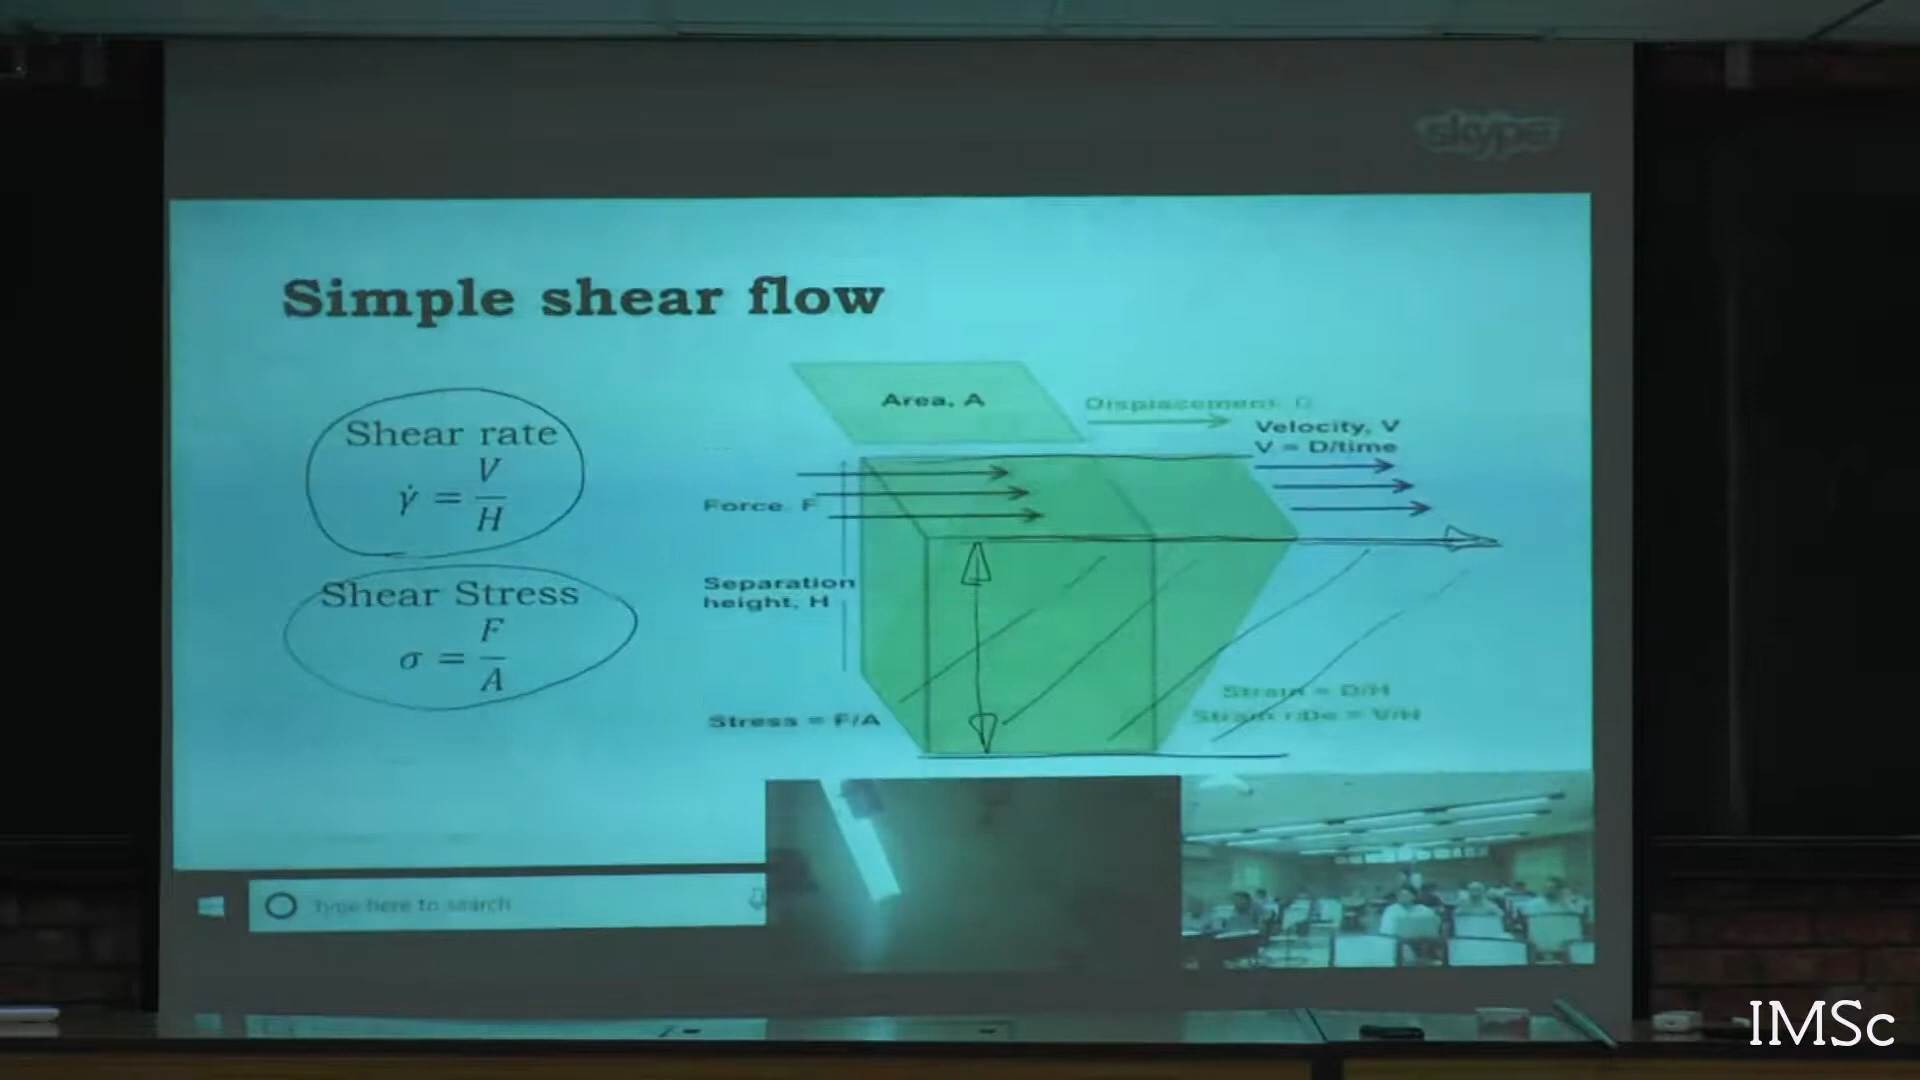 skype
Simple shear flow
Shear rate
γ̇ = V/H
Shear Stress
σ = F/A
Area, A
Displacement, D
Velocity, V
V = D/time
Force, F
Separation
height, H
Stress = F/A
Strain = D/H
Strain rate = V/H
Type here to search
IMSc